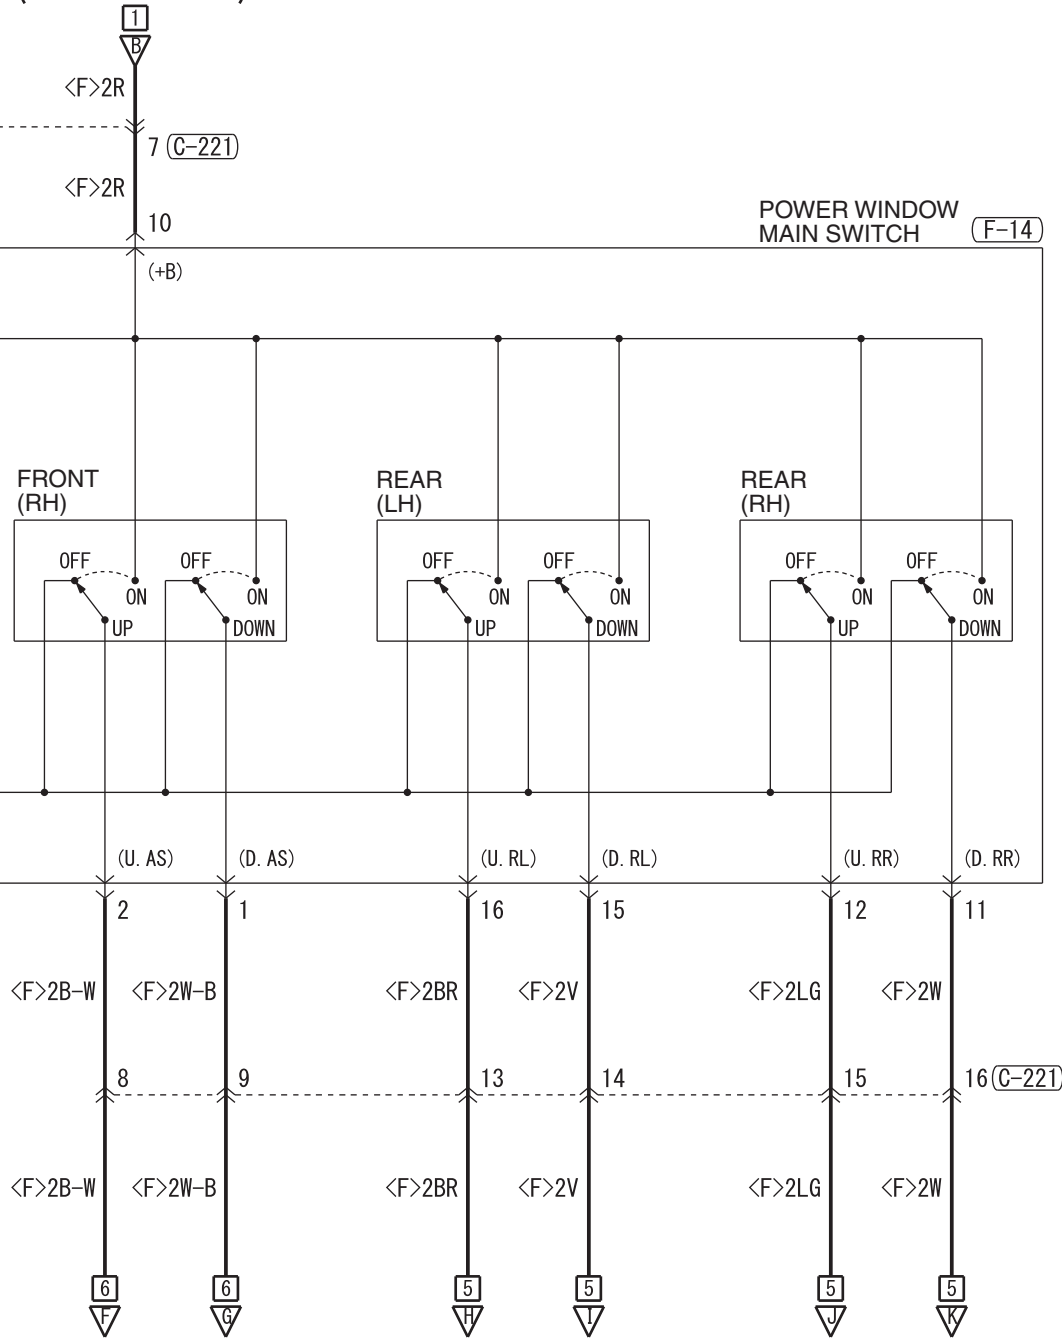 1
B
<F>2R
7 (C-221)
<F>2R
10
POWER WINDOW
MAIN SWITCH
F-14
(+B)
FRONT
(RH)
REAR
(LH)
REAR
(RH)
OFF OFF OFF OFF OFF OFF
ON ON ON ON ON ON
UP DOWN UP DOWN UP DOWN
(U. AS) (D. AS) (U. RL) (D. RL) (U. RR) (D. RR)
2 1 16 15 12 11
<F>2B-W <F>2W-B <F>2BR <F>2V <F>2LG <F>2W
8 9 13 14 15 16 (C-221)
<F>2B-W <F>2W-B <F>2BR <F>2V <F>2LG <F>2W
6 6 5 5 5 5
F G H I J K